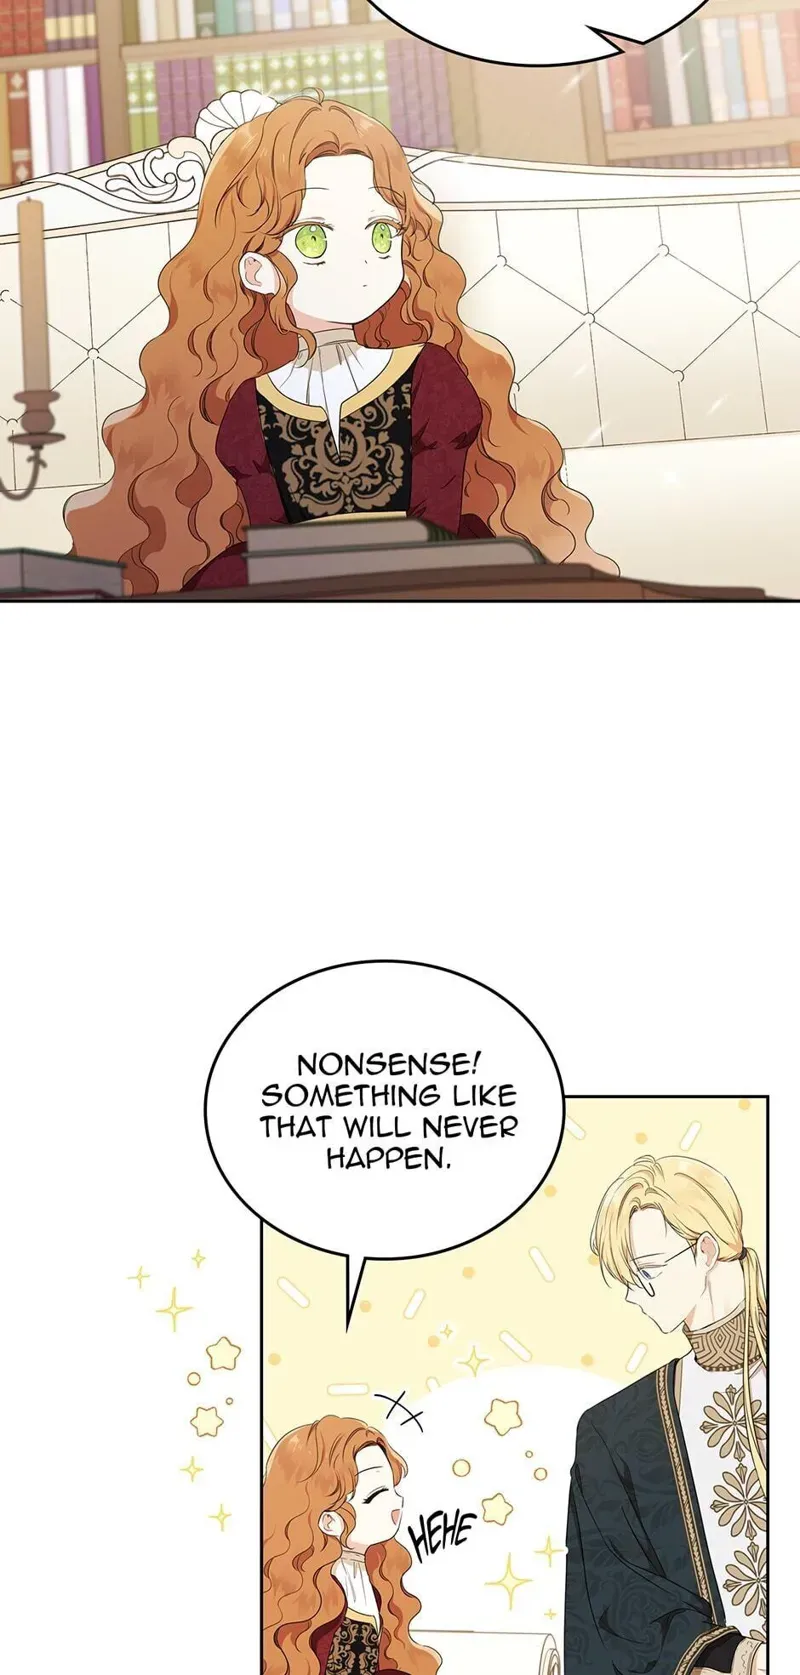 NONSENSE!
SOMETHING LIKE
THAT WILL NEVER
HAPPEN.
HEHE